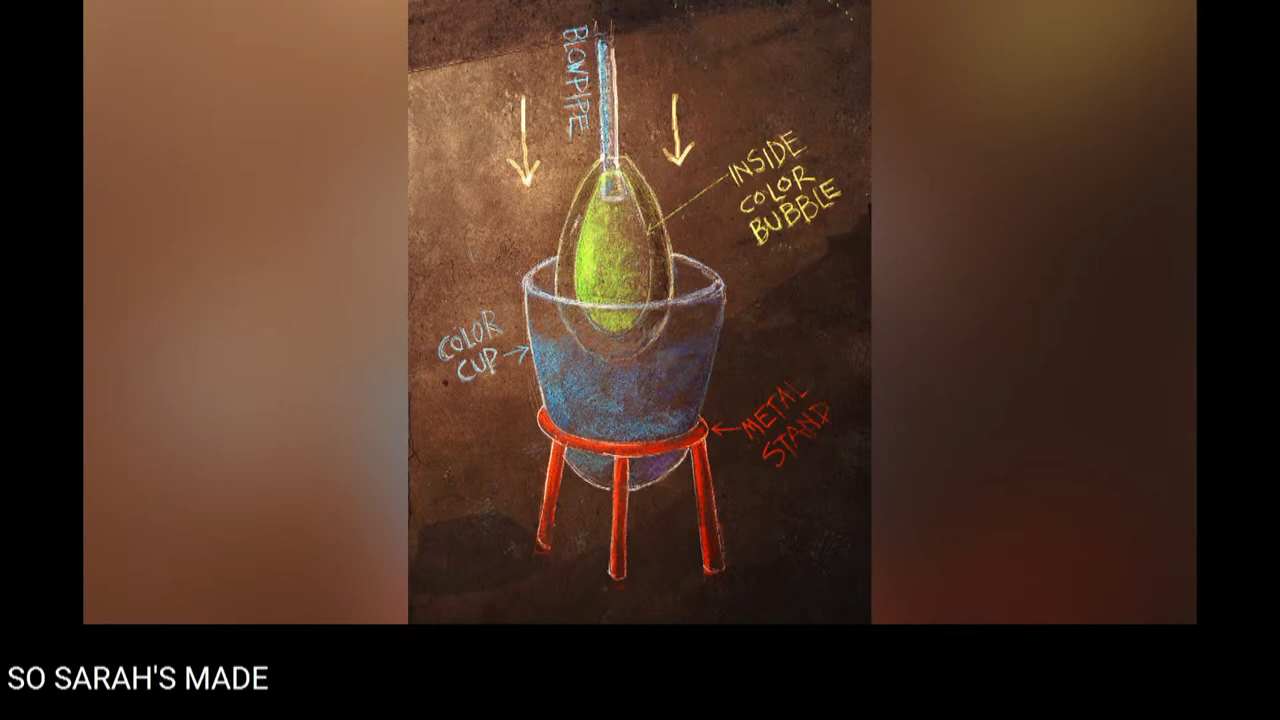 BLOWPIPE
INSIDE
COLOR
BUBBLE
COLOR
CUP
METAL
STAND
SO SARAH'S MADE